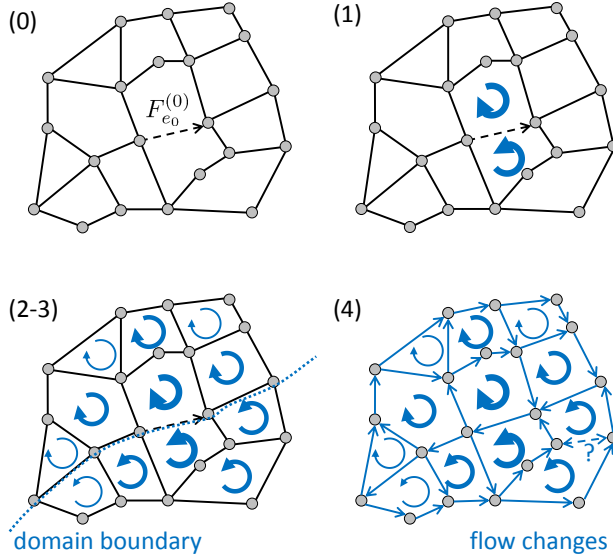 (0)
(1)
F_{e_0}^{(0)}
(2-3)
(4)
?
domain boundary
flow changes